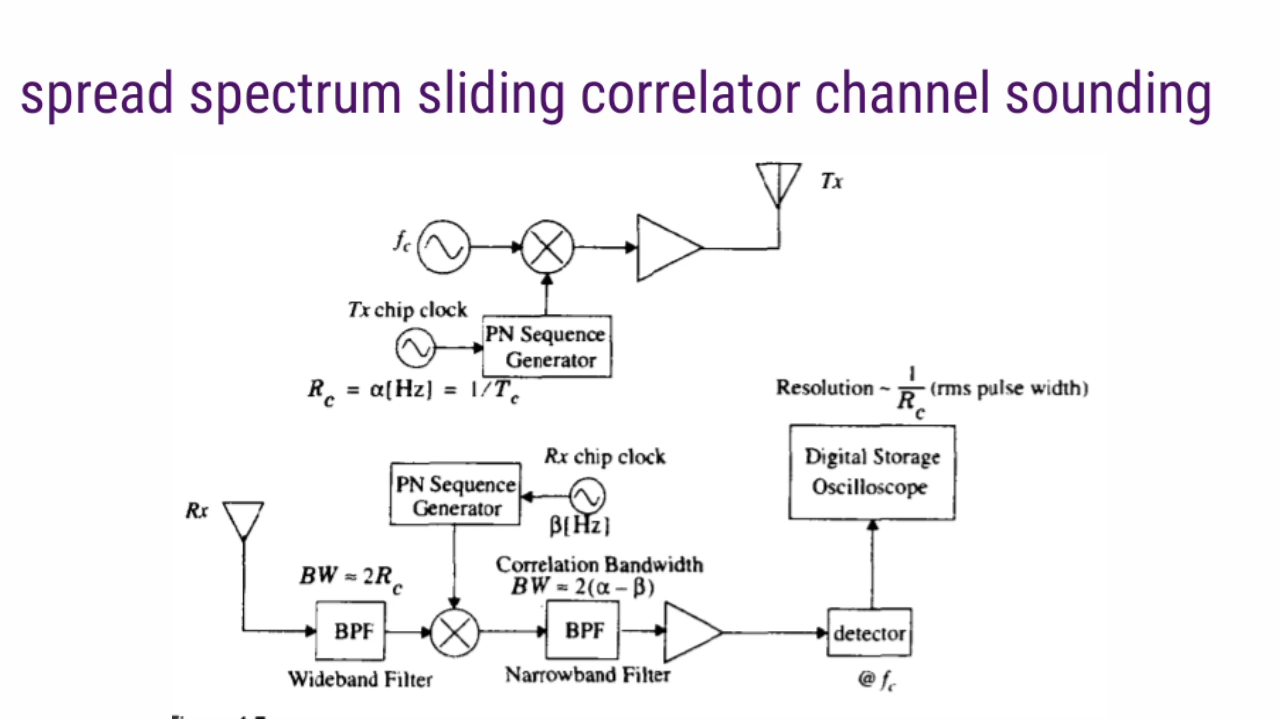 spread spectrum sliding correlator channel sounding
Tx
f_c
Tx chip clock
PN Sequence
Generator
R_c = α[Hz] = 1/T_c
Resolution ~ 1/R_c (rms pulse width)
Digital Storage
Oscilloscope
Rx chip clock
PN Sequence
Generator
β[Hz]
Rx
Correlation Bandwidth
BW ≈ 2(α – β)
BW ≈ 2R_c
BPF
BPF
detector
Wideband Filter
Narrowband Filter
@ f_c